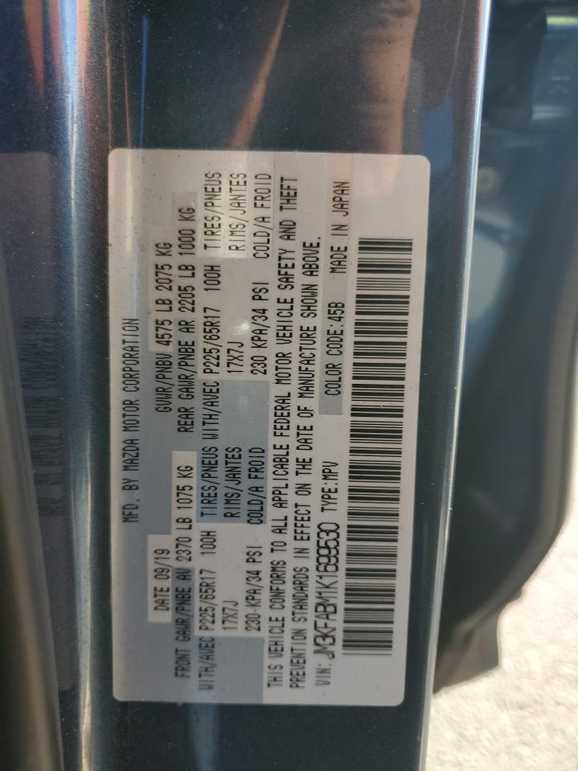 MFD. BY MAZDA MOTOR CORPORATION
DATE 09/19 GVWR/PNBV 4575 LB 2075 KG
FRONT GAWR/PNBE AV 2370 LB 1075 KG REAR GAWR/PNBE AR 2205 LB 1000 KG
WITH/AVEC P225/65R17 100H TIRES/PNEUS WITH/AVEC P225/65R17 100H TIRES/PNEUS
17X7J RIMS/JANTES 17X7J RIMS/JANTES
230 KPA/34 PSI COLD/A FROID 230 KPA/34 PSI COLD/A FROID
THIS VEHICLE CONFORMS TO ALL APPLICABLE FEDERAL MOTOR VEHICLE SAFETY AND THEFT
PREVENTION STANDARDS IN EFFECT ON THE DATE OF MANUFACTURE SHOWN ABOVE.
VIN: JM3KFABM1K1699530 TYPE:MPV COLOR CODE:45B MADE IN JAPAN